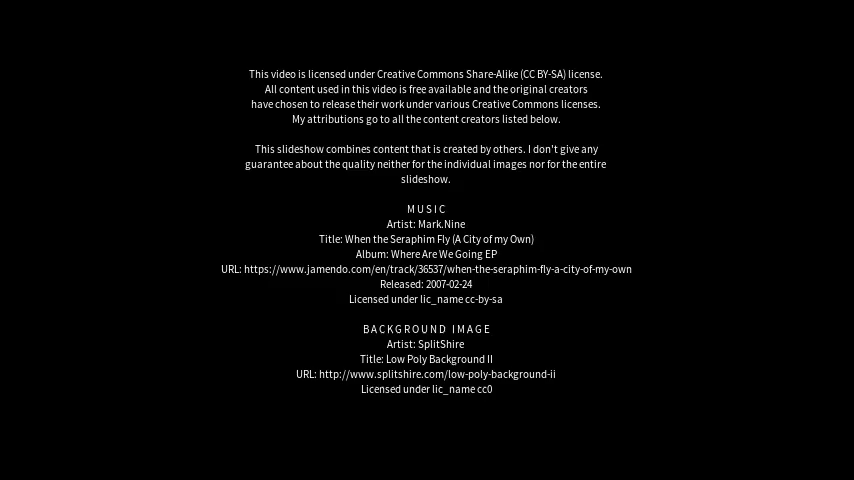 This video is licensed under Creative Commons Share-Alike (CC BY-SA) license.
All content used in this video is free available and the original creators
have chosen to release their work under various Creative Commons licenses.
My attributions go to all the content creators listed below.
This slideshow combines content that is created by others. I don't give any
guarantee about the quality neither for the individual images nor for the entire
slideshow.
MUSIC
Artist: Mark.Nine
Title: When the Seraphim Fly (A City of my Own)
Album: Where Are We Going EP
URL: https://www.jamendo.com/en/track/36537/when-the-seraphim-fly-a-city-of-my-own
Released: 2007-02-24
Licensed under lic_name cc-by-sa
BACKGROUND IMAGE
Artist: SplitShire
Title: Low Poly Background II
URL: http://www.splitshire.com/low-poly-background-ii
Licensed under lic_name cc0